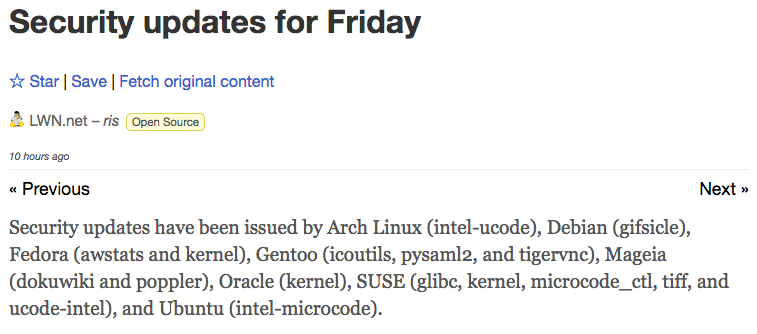 Security updates for Friday
☆ Star | Save | Fetch original content
LWN.net – ris Open Source
10 hours ago
« Previous Next »
Security updates have been issued by Arch Linux (intel-ucode), Debian (gifsicle),
Fedora (awstats and kernel), Gentoo (icoutils, pysaml2, and tigervnc), Mageia
(dokuwiki and poppler), Oracle (kernel), SUSE (glibc, kernel, microcode_ctl, tiff, and
ucode-intel), and Ubuntu (intel-microcode).